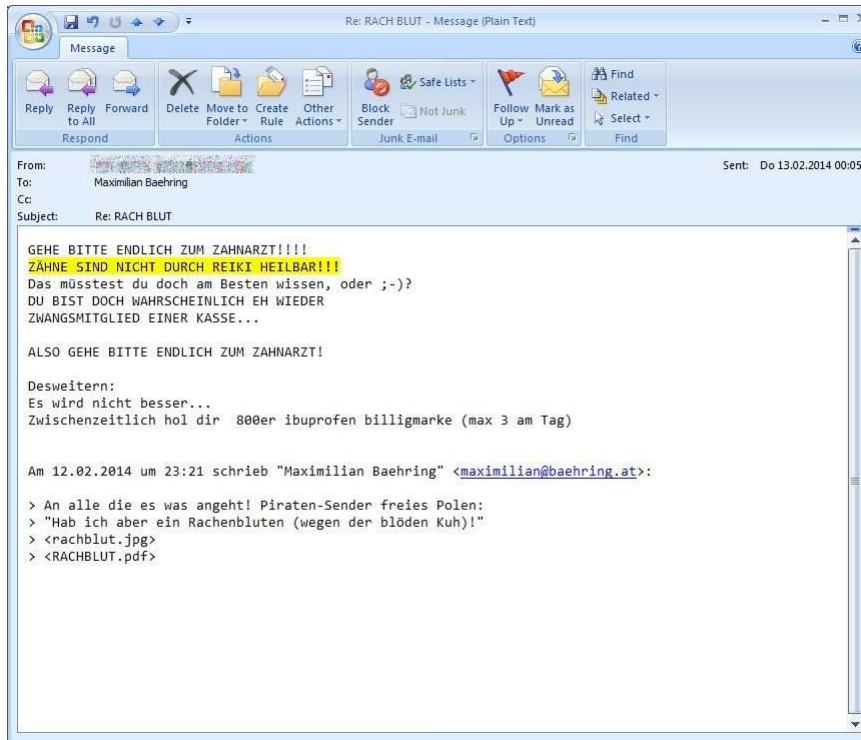 Re: RACH BLUT - Message (Plain Text)
Message
Reply
Reply to All
Forward
Respond
Delete
Move to Folder
Create Rule
Other Actions
Actions
Block Sender
Safe Lists
Not Junk
Junk E-mail
Follow Up
Mark as Unread
Options
Find
Related
Select
Find
From:
Sent: Do 13.02.2014 00:05
To: Maximilian Baehring
Cc:
Subject: Re: RACH BLUT
GEHE BITTE ENDLICH ZUM ZAHNARZT!!!!
ZÄHNE SIND NICHT DURCH REIKI HEILBAR!!!
Das müsstest du doch am Besten wissen, oder ;-)?
DU BIST DOCH WAHRSCHEINLICH EH WIEDER
ZWANGSMITGLIED EINER KASSE...
ALSO GEHE BITTE ENDLICH ZUM ZAHNARZT!
Desweitern:
Es wird nicht besser...
Zwischenzeitlich hol dir  800er ibuprofen billigmarke (max 3 am Tag)
Am 12.02.2014 um 23:21 schrieb "Maximilian Baehring" <maximilian@baehring.at>:
> An alle die es was angeht! Piraten-Sender freies Polen:
> "Hab ich aber ein Rachenbluten (wegen der blöden Kuh)!"
> <rachblut.jpg>
> <RACHBLUT.pdf>